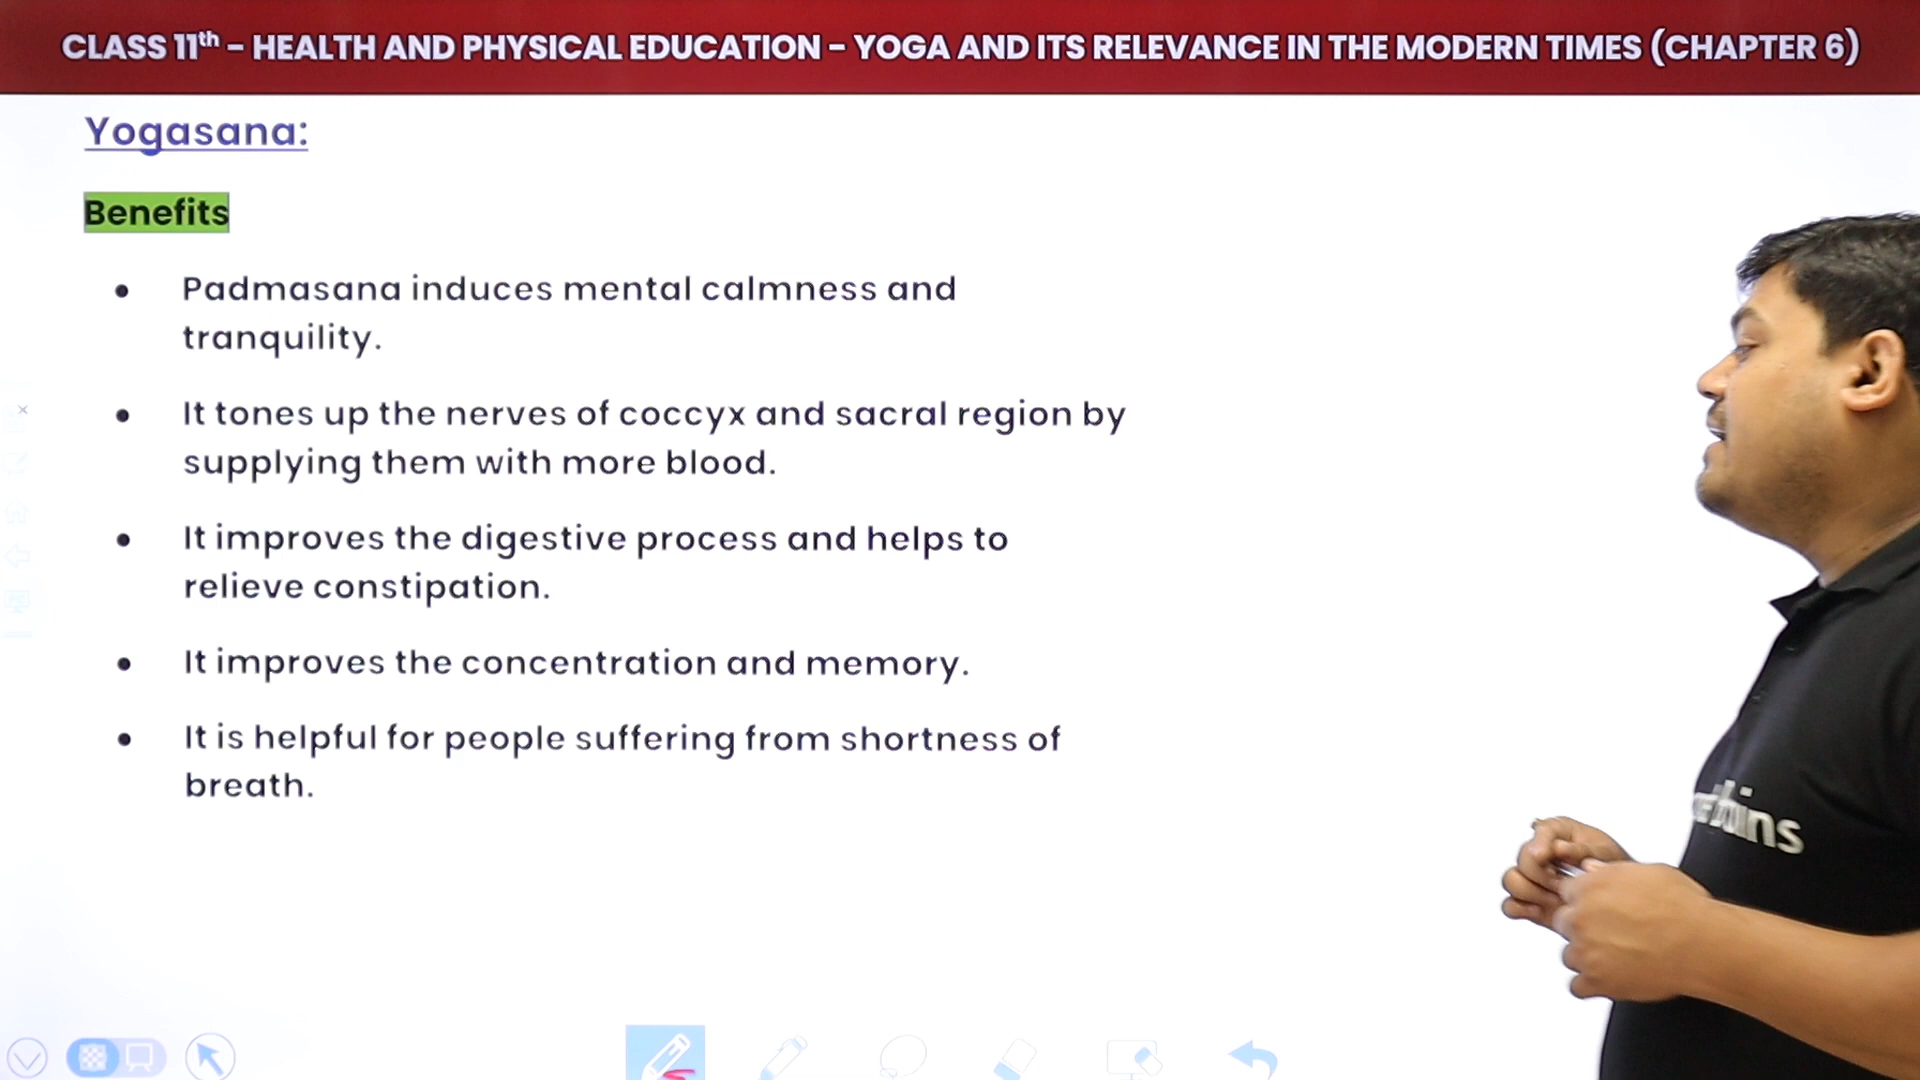 CLASS 11th – HEALTH AND PHYSICAL EDUCATION – YOGA AND ITS RELEVANCE IN THE MODERN TIMES (CHAPTER 6)
Yogasana:
Benefits
• Padmasana induces mental calmness and
tranquility.
• It tones up the nerves of coccyx and sacral region by
supplying them with more blood.
• It improves the digestive process and helps to
relieve constipation.
• It improves the concentration and memory.
• It is helpful for people suffering from shortness of
breath.